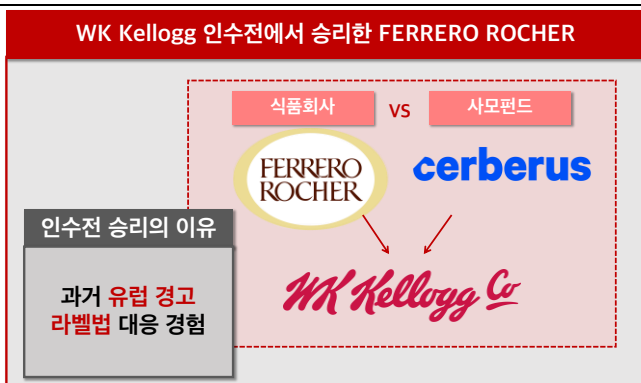 WK Kellogg 인수전에서 승리한 FERRERO ROCHER
식품회사
VS
사모펀드
FERRERO
ROCHER
cerberus
WK Kellogg Co
인수전 승리의 이유
과거 유럽 경고
라벨법 대응 경험